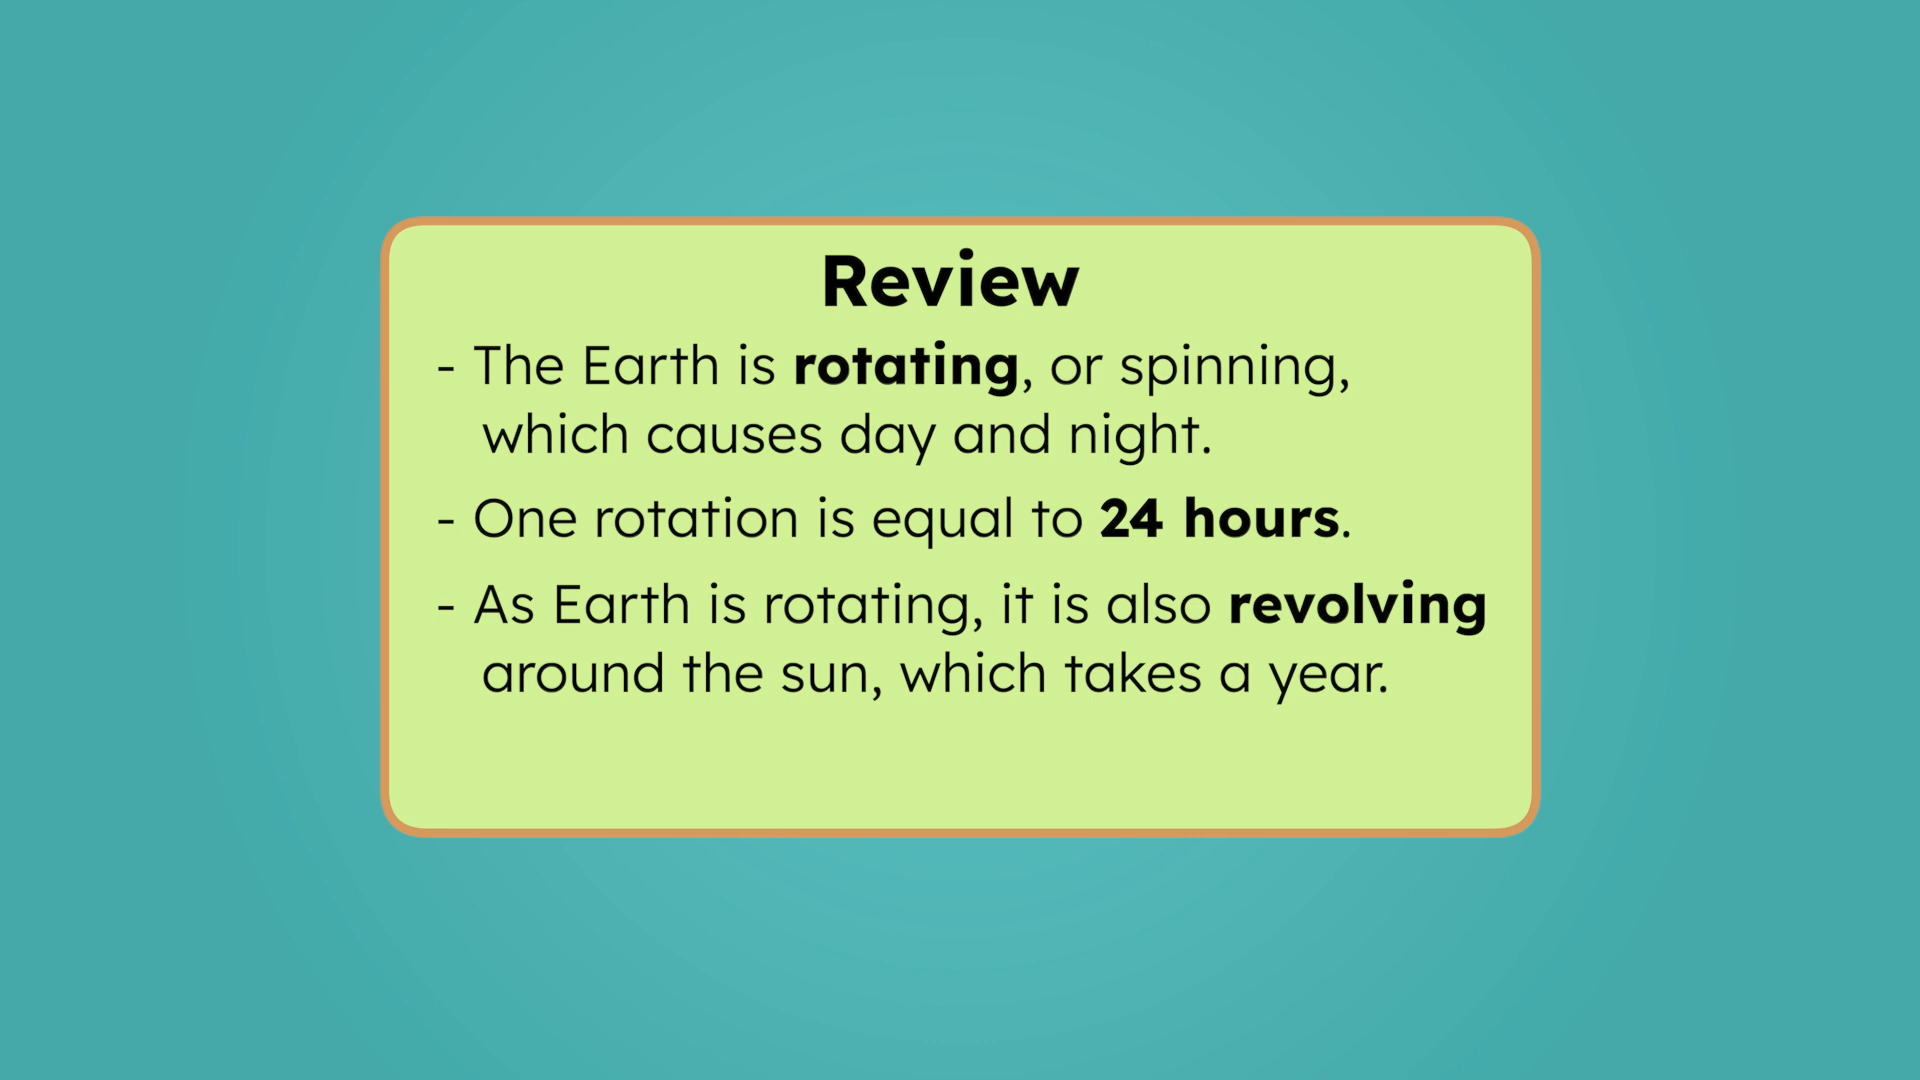 Review
- The Earth is rotating, or spinning,
which causes day and night.
- One rotation is equal to 24 hours.
- As Earth is rotating, it is also revolving
around the sun, which takes a year.